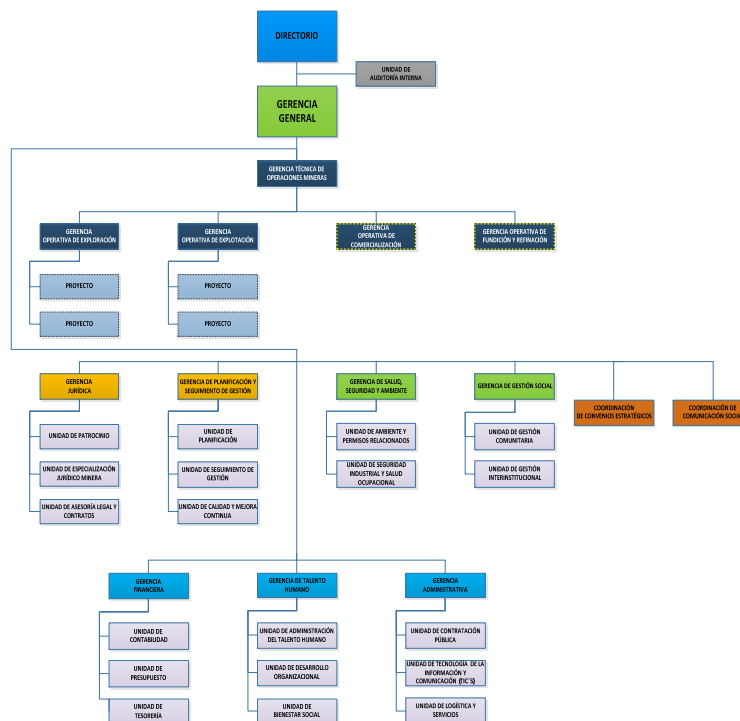 DIRECTORIO
UNIDAD DE
AUDITORÍA INTERNA
GERENCIA
GENERAL
GERENCIA TÉCNICA DE
OPERACIONES MINERAS
GERENCIA
OPERATIVA DE EXPLORACIÓN
GERENCIA
OPERATIVA DE EXPLOTACIÓN
GERENCIA
OPERATIVA DE
COMERCIALIZACIÓN
GERENCIA OPERATIVA DE
FUNDICIÓN Y REFINACIÓN
PROYECTO
PROYECTO
PROYECTO
PROYECTO
GERENCIA
JURÍDICA
GERENCIA DE PLANIFICACIÓN Y
SEGUIMIENTO DE GESTIÓN
GERENCIA DE SALUD,
SEGURIDAD Y AMBIENTE
GERENCIA DE GESTIÓN SOCIAL
COORDINACIÓN
DE CONVENIOS ESTRATÉGICOS
COORDINACIÓN DE
COMUNICACIÓN SOCIA
UNIDAD DE PATROCINIO
UNIDAD DE
PLANIFICACIÓN
UNIDAD DE AMBIENTE Y
PERMISOS RELACIONADOS
UNIDAD DE GESTIÓN
COMUNITARIA
UNIDAD DE ESPECIALIZACIÓN
JURÍDICO MINERA
UNIDAD DE SEGUIMIENTO DE
GESTIÓN
UNIDAD DE SEGURIDAD
INDUSTRIAL Y SALUD
OCUPACIONAL
UNIDAD DE GESTIÓN
INTERINSTITUCIONAL
UNIDAD DE ASESORÍA LEGAL Y
CONTRATOS
UNIDAD DE CALIDAD Y MEJORA
CONTINUA
GERENCIA
FINANCIERA
GERENCIA DE TALENTO
HUMANO
GERENCIA
ADMINISTRATIVA
UNIDAD DE
CONTABILIDAD
UNIDAD DE ADMINISTRACIÓN
DEL TALENTO HUMANO
UNIDAD DE CONTRATACIÓN
PÚBLICA
UNIDAD DE
PRESUPUESTO
UNIDAD DE DESARROLLO
ORGANIZACIONAL
UNIDAD DE TECNOLOGÍA DE LA
INFORMACIÓN Y
COMUNICACIÓN (TIC´S)
UNIDAD DE
TESORERÍA
UNIDAD DE
BIENESTAR SOCIAL
UNIDAD DE LOGÍSTICA Y
SERVICIOS